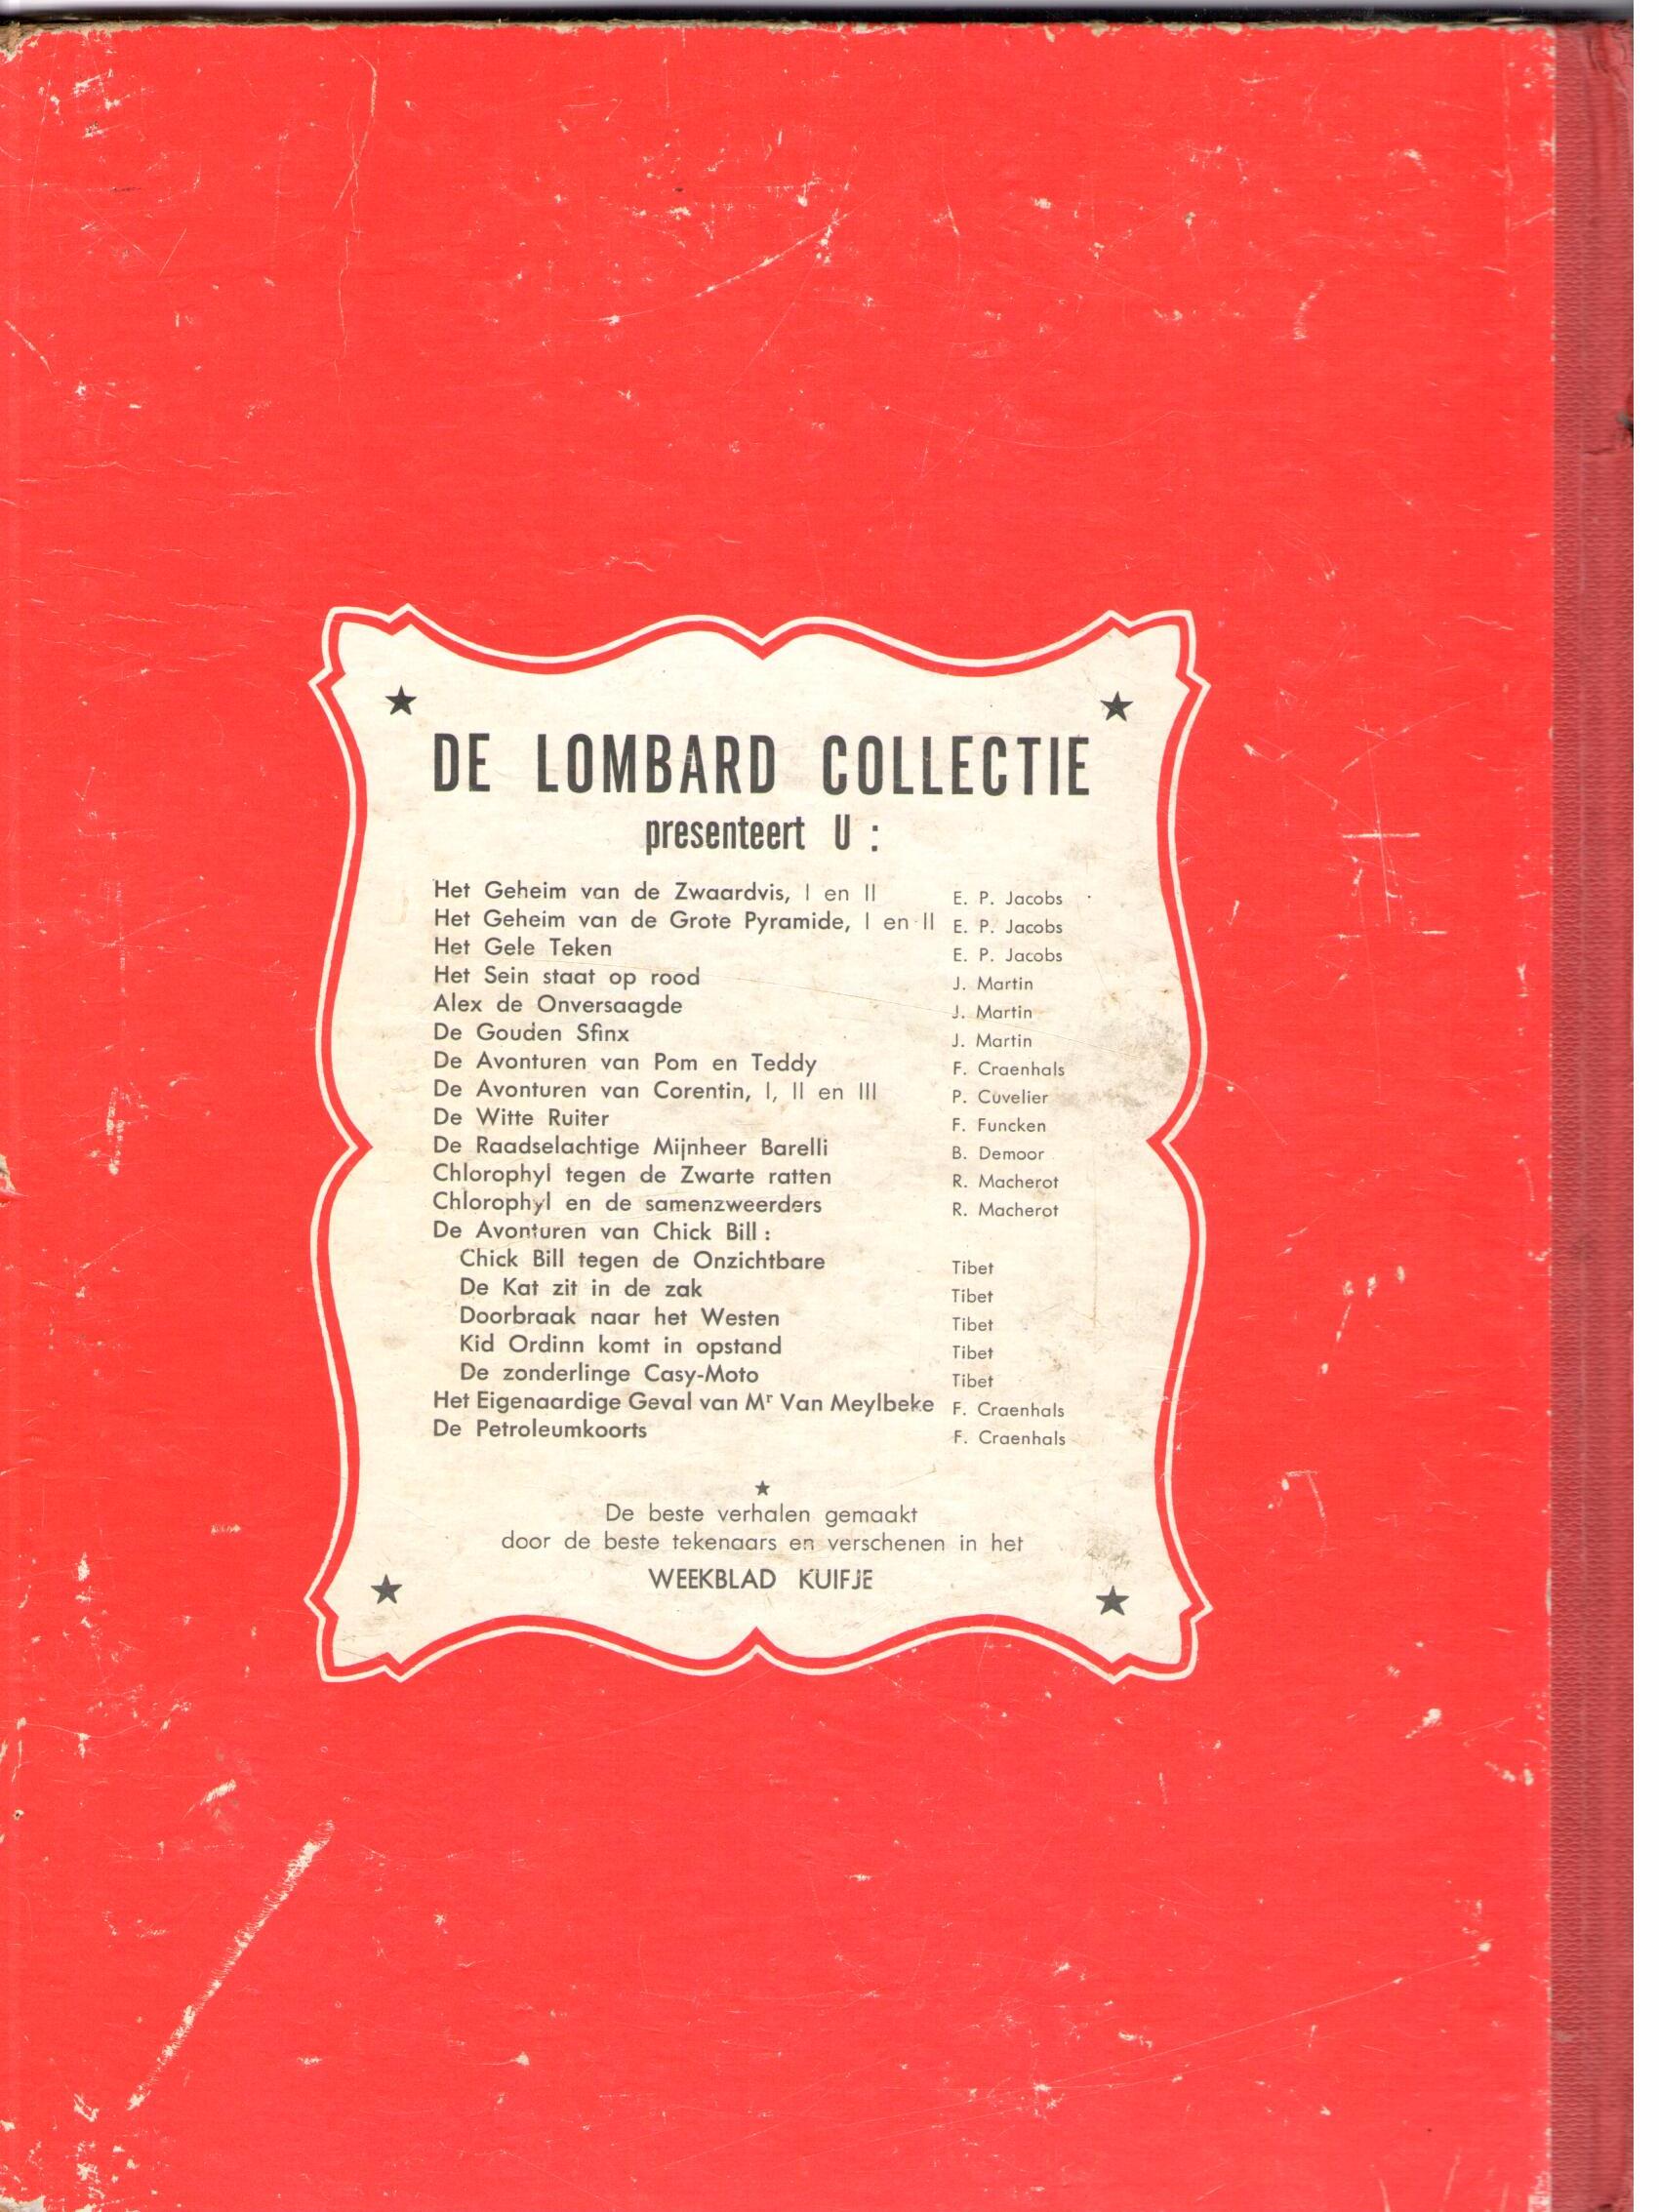 DE LOMBARD COLLECTIE
presenteert U :
Het Geheim van de Zwaardvis, I en II E. P. Jacobs
Het Geheim van de Grote Pyramide, I en II E. P. Jacobs
Het Gele Teken E. P. Jacobs
Het Sein staat op rood J. Martin
Alex de Onversaagde J. Martin
De Gouden Sfinx J. Martin
De Avonturen van Pom en Teddy F. Craenhals
De Avonturen van Corentin, I, II en III P. Cuvelier
De Witte Ruiter F. Funcken
De Raadselachtige Mijnheer Barelli B. Demoor
Chlorophyl tegen de Zwarte ratten R. Macherot
Chlorophyl en de samenzweerders R. Macherot
De Avonturen van Chick Bill :
Chick Bill tegen de Onzichtbare Tibet
De Kat zit in de zak Tibet
Doorbraak naar het Westen Tibet
Kid Ordinn komt in opstand Tibet
De zonderlinge Casy-Moto Tibet
Het Eigenaardige Geval van Mr Van Meylbeke F. Craenhals
De Petroleumkoorts F. Craenhals
De beste verhalen gemaakt
door de beste tekenaars en verschenen in het
WEEKBLAD KUIFJE